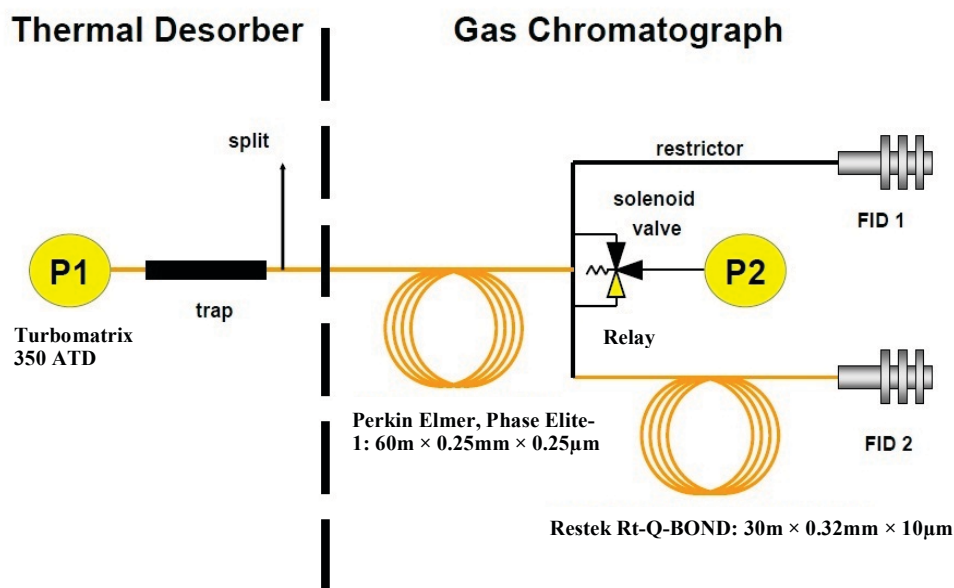 Thermal Desorber
Gas Chromatograph
split
restrictor
solenoid
valve
FID 1
P1
P2
trap
Turbomatrix
350 ATD
Relay
Perkin Elmer, Phase Elite-
1: 60m × 0.25mm × 0.25µm
FID 2
Restek Rt-Q-BOND: 30m × 0.32mm × 10µm